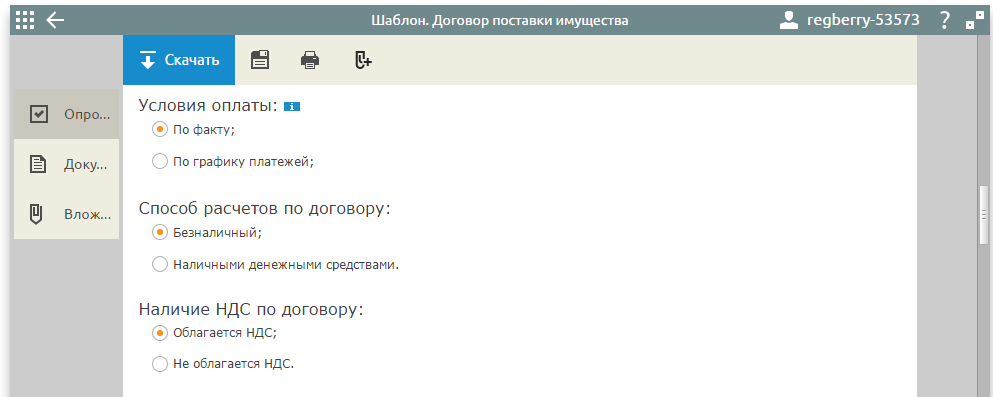 Шаблон. Договор поставки имущества
regberry-53573 ?
Скачать
Опро...
Доку...
Влож...
Условия оплаты: i
По факту;
По графику платежей;
Способ расчетов по договору:
Безналичный;
Наличными денежными средствами.
Наличие НДС по договору:
Облагается НДС;
Не облагается НДС.